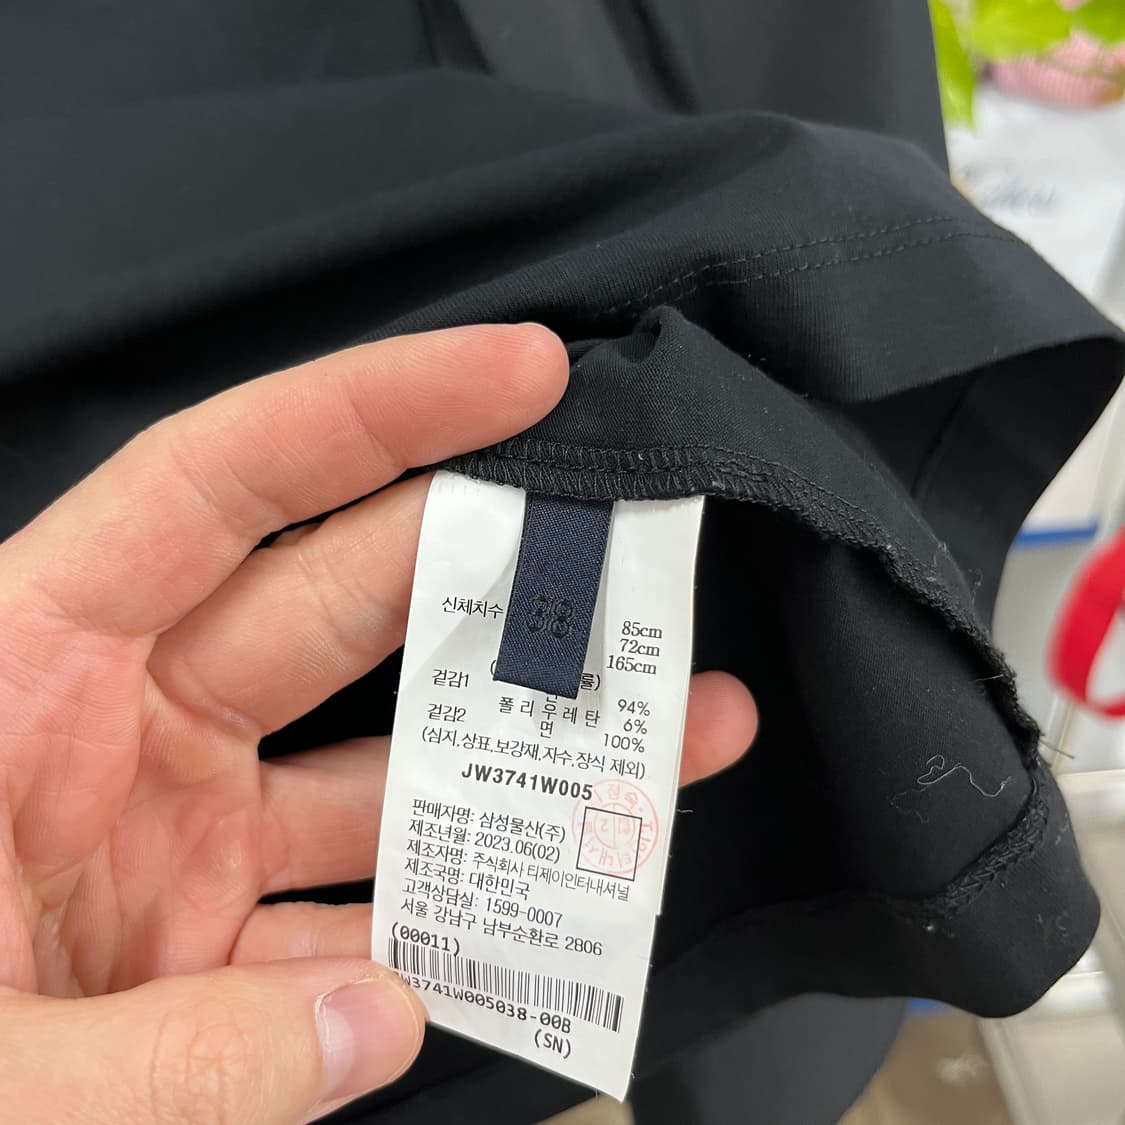 38
신체치수
85cm
72cm
165cm
겉감1
94%
폴리우레탄 6%
겉감2 면 100%
(심지,상표,보강재,자수,장식 제외)
JW3741W005
판매자명: 삼성물산(주)
제조년월: 2023.06(02)
제조자명: 주식회사 티제이인터내셔널
제조국명: 대한민국
고객상담실: 1599-0007
서울 강남구 남부순환로 2806
(00011)
W3741W005038-00B
(SN)